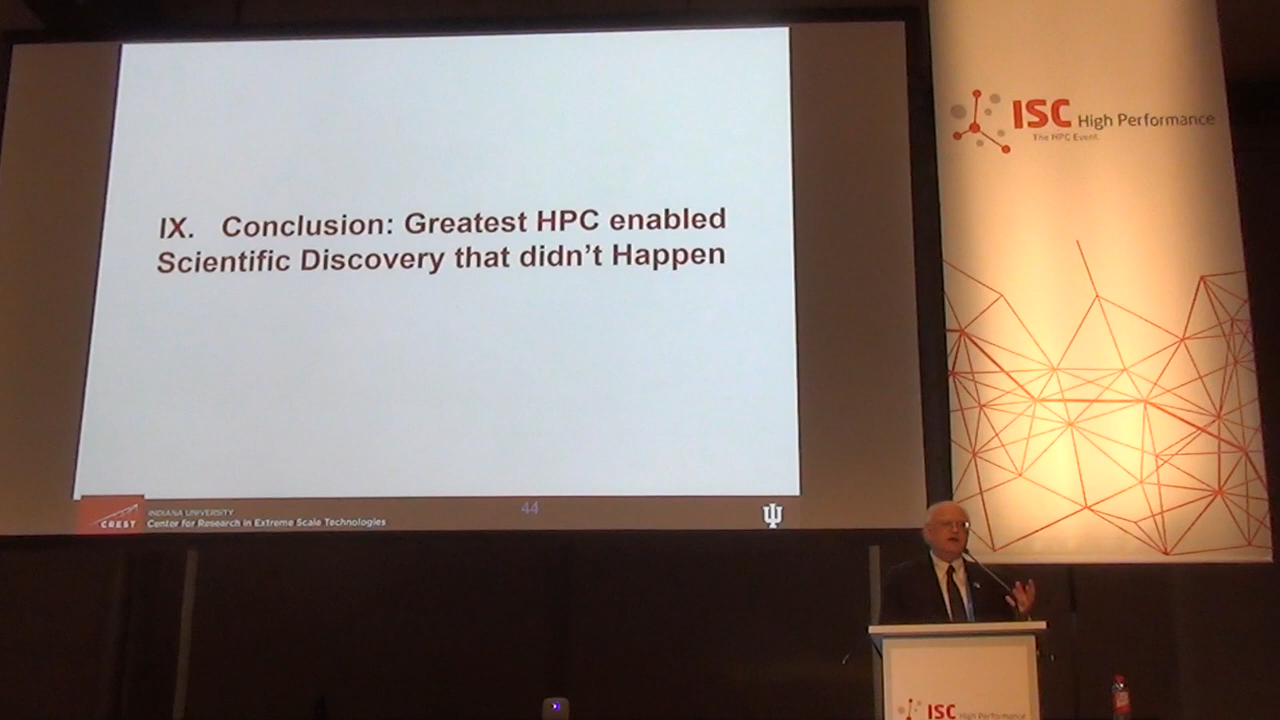 IX. Conclusion: Greatest HPC enabled
Scientific Discovery that didn't Happen
CREST
INDIANA UNIVERSITY
Center for Research in Extreme Scale Technologies
44
ISC High Performance
The HPC Event.
ISC High Performance